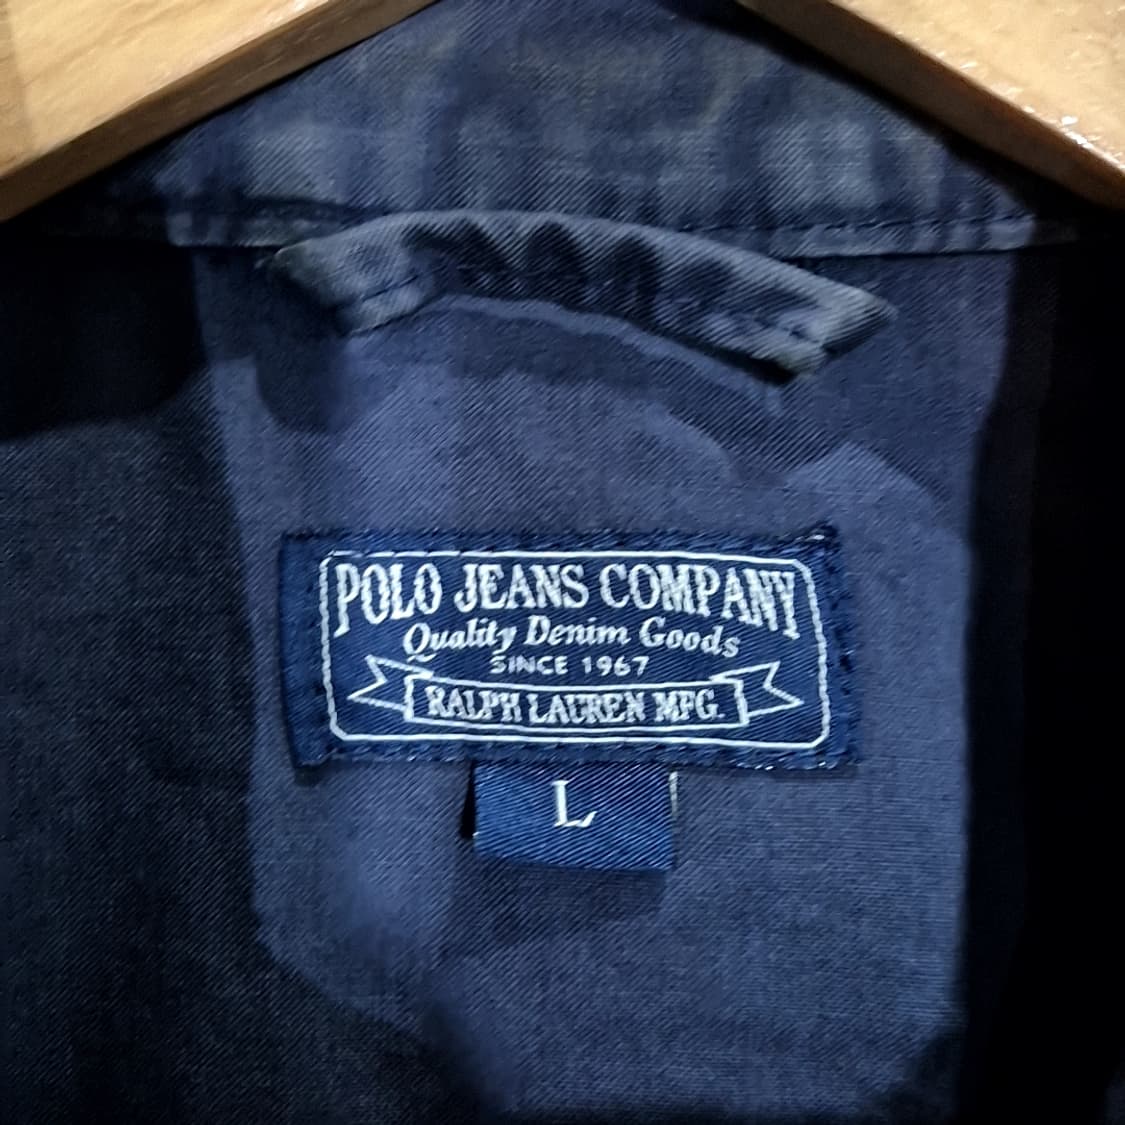 POLO JEANS COMPANY
Quality Denim Goods
SINCE 1967
RALPH LAUREN MFG.
L